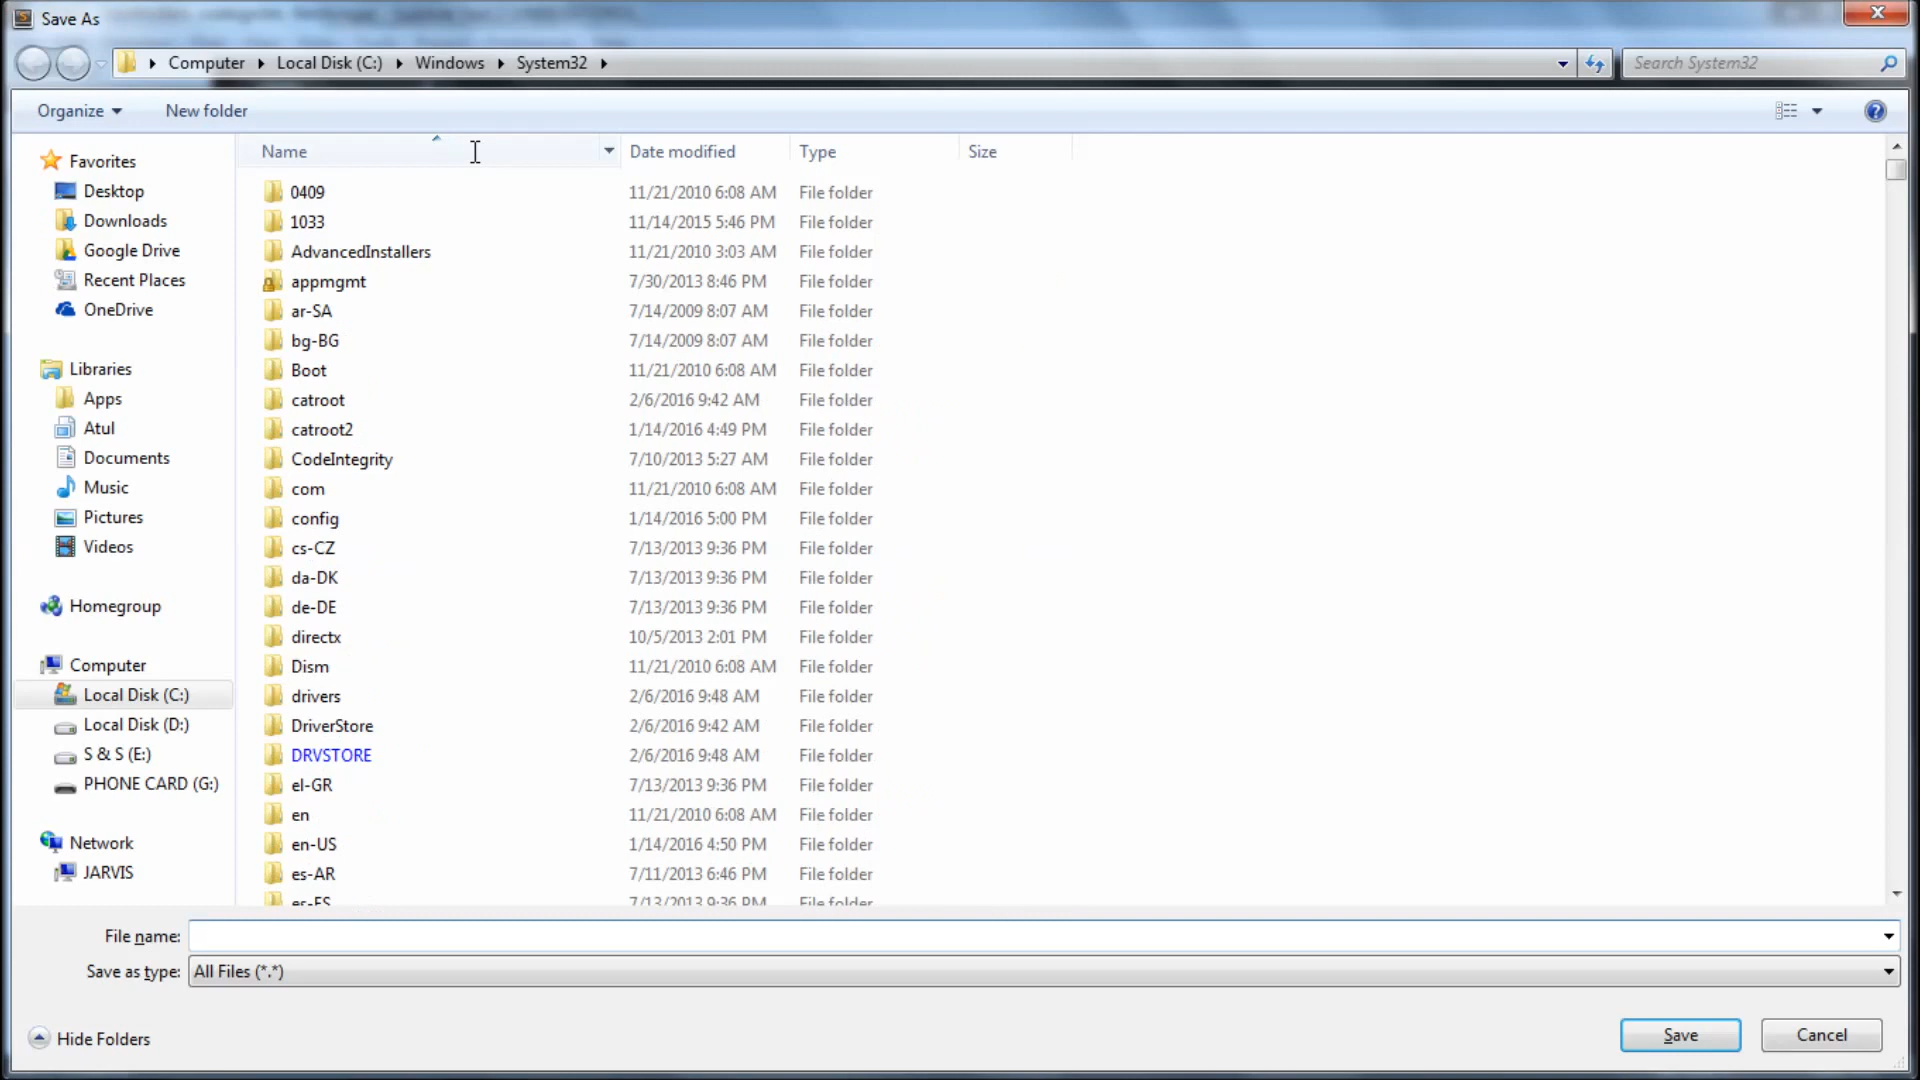 Save As
Computer Local Disk (C:) Windows System32
Search System32
Organize New folder
Name Date modified Type Size
Favorites
Desktop
Downloads
Google Drive
Recent Places
OneDrive
Libraries
Apps
Atul
Documents
Music
Pictures
Videos
Homegroup
Computer
Local Disk (C:)
Local Disk (D:)
S & S (E:)
PHONE CARD (G:)
Network
JARVIS
0409 11/21/2010 6:08 AM File folder
1033 11/14/2015 5:46 PM File folder
AdvancedInstallers 11/21/2010 3:03 AM File folder
appmgmt 7/30/2013 8:46 PM File folder
ar-SA 7/14/2009 8:07 AM File folder
bg-BG 7/14/2009 8:07 AM File folder
Boot 11/21/2010 6:08 AM File folder
catroot 2/6/2016 9:42 AM File folder
catroot2 1/14/2016 4:49 PM File folder
CodeIntegrity 7/10/2013 5:27 AM File folder
com 11/21/2010 6:08 AM File folder
config 1/14/2016 5:00 PM File folder
cs-CZ 7/13/2013 9:36 PM File folder
da-DK 7/13/2013 9:36 PM File folder
de-DE 7/13/2013 9:36 PM File folder
directx 10/5/2013 2:01 PM File folder
Dism 11/21/2010 6:08 AM File folder
drivers 2/6/2016 9:48 AM File folder
DriverStore 2/6/2016 9:42 AM File folder
DRVSTORE 2/6/2016 9:48 AM File folder
el-GR 7/13/2013 9:36 PM File folder
en 11/21/2010 6:08 AM File folder
en-US 1/14/2016 4:50 PM File folder
es-AR 7/11/2013 6:46 PM File folder
es-ES 7/13/2013 9:36 PM File folder
File name:
Save as type: All Files (*.*)
Hide Folders
Save Cancel